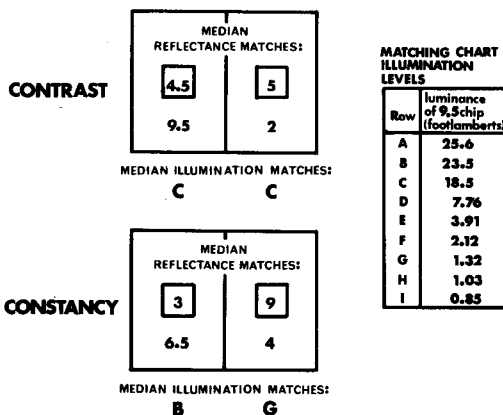 CONTRAST
MEDIAN
REFLECTANCE MATCHES:
4.5 5
9.5 2
MEDIAN ILLUMINATION MATCHES:
C C
CONSTANCY
MEDIAN
REFLECTANCE MATCHES:
3 9
6.5 4
MEDIAN ILLUMINATION MATCHES:
B G
MATCHING CHART
ILLUMINATION
LEVELS
Row luminance of 9.5 chip (footlamberts)
A 25.6
B 23.5
C 18.5
D 7.76
E 3.91
F 2.12
G 1.32
H 1.03
I 0.85